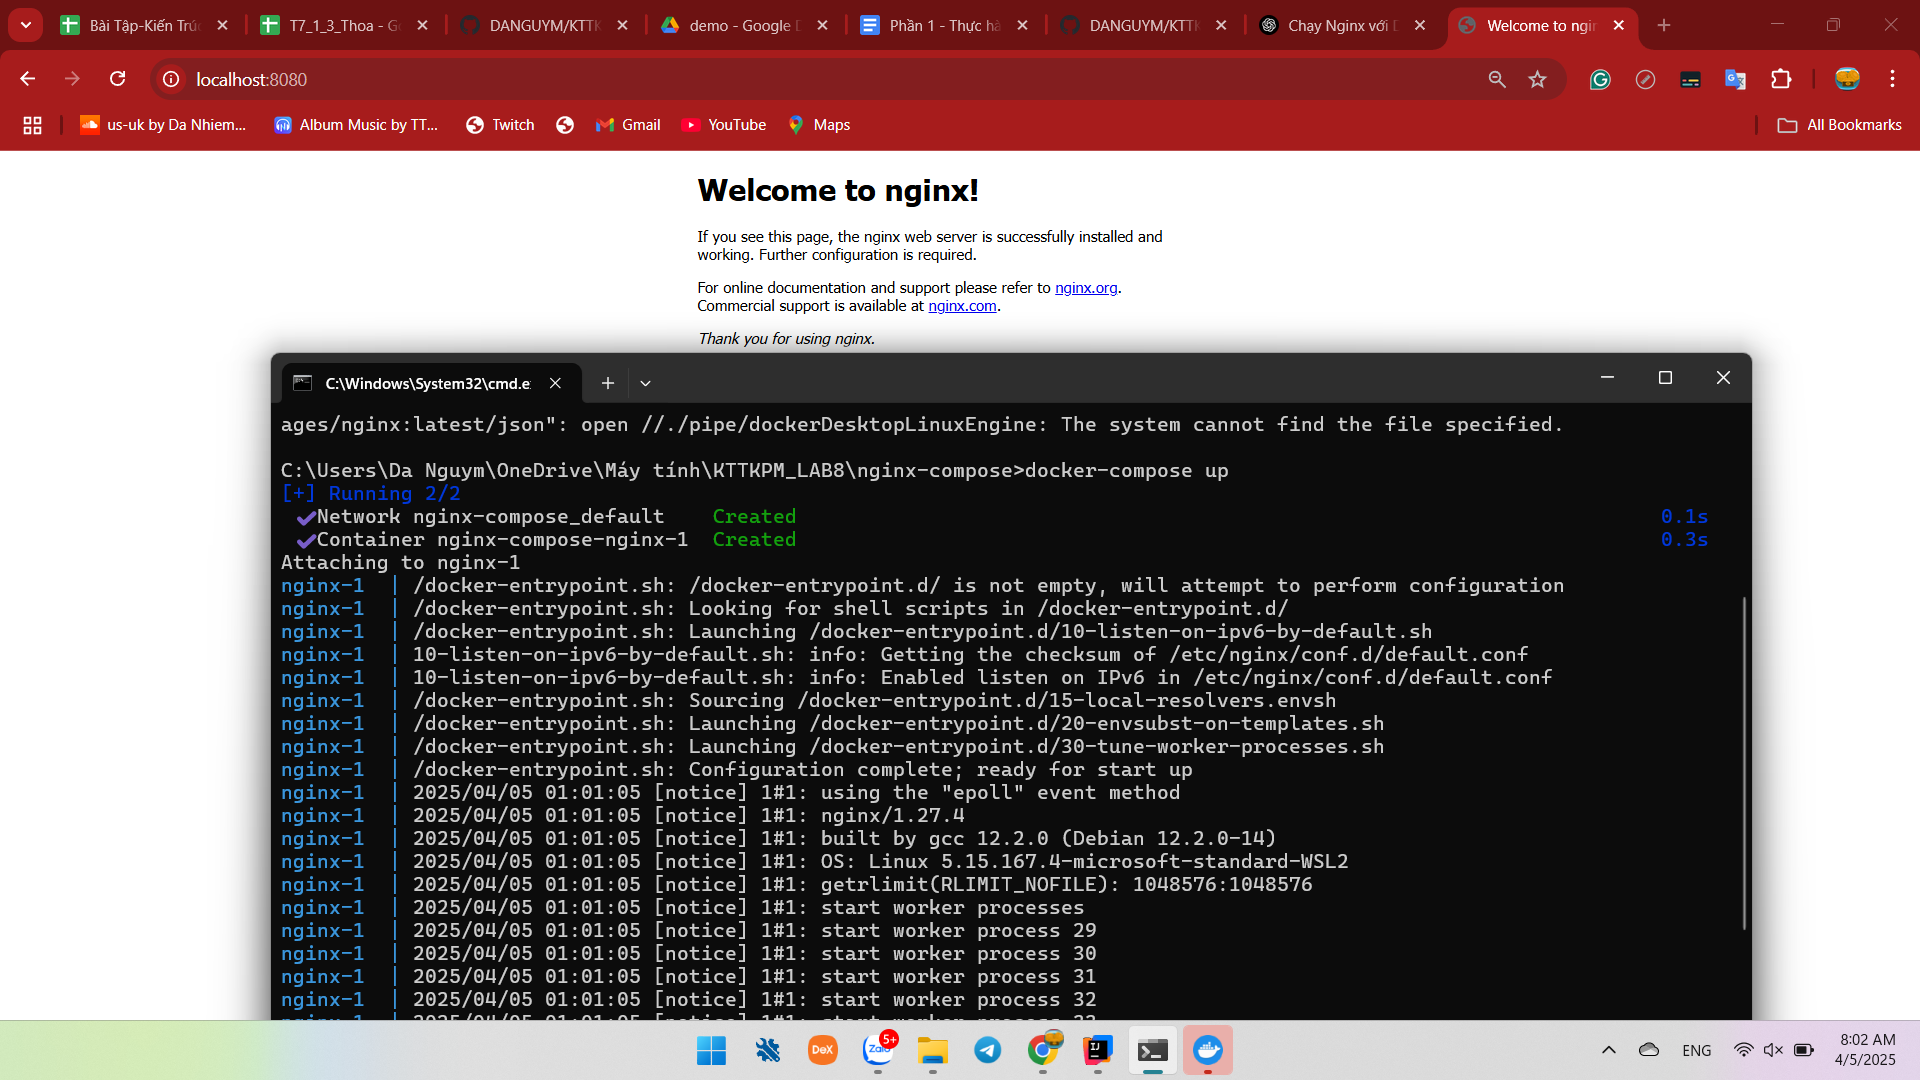 Bài Tập-Kiến Trú
T7_1_3_Thoa - G
DANGUYM/KTTK
demo - Google D
Phần 1 - Thực hà
DANGUYM/KTTK
Chạy Nginx với D
Welcome to ngin
localhost:8080
us-uk by Da Nhiem...
Album Music by TT...
Twitch
Gmail
YouTube
Maps
All Bookmarks
Welcome to nginx!
If you see this page, the nginx web server is successfully installed and
working. Further configuration is required.
For online documentation and support please refer to nginx.org.
Commercial support is available at nginx.com.
Thank you for using nginx.
C:\Windows\System32\cmd.e
ages/nginx:latest/json": open //./pipe/dockerDesktopLinuxEngine: The system cannot find the file specified.
C:\Users\Da Nguym\OneDrive\Máy tính\KTTKPM_LAB8\nginx-compose>docker-compose up
[+] Running 2/2
✔Network nginx-compose_default Created 0.1s
✔Container nginx-compose-nginx-1 Created 0.3s
Attaching to nginx-1
nginx-1 | /docker-entrypoint.sh: /docker-entrypoint.d/ is not empty, will attempt to perform configuration
nginx-1 | /docker-entrypoint.sh: Looking for shell scripts in /docker-entrypoint.d/
nginx-1 | /docker-entrypoint.sh: Launching /docker-entrypoint.d/10-listen-on-ipv6-by-default.sh
nginx-1 | 10-listen-on-ipv6-by-default.sh: info: Getting the checksum of /etc/nginx/conf.d/default.conf
nginx-1 | 10-listen-on-ipv6-by-default.sh: info: Enabled listen on IPv6 in /etc/nginx/conf.d/default.conf
nginx-1 | /docker-entrypoint.sh: Sourcing /docker-entrypoint.d/15-local-resolvers.envsh
nginx-1 | /docker-entrypoint.sh: Launching /docker-entrypoint.d/20-envsubst-on-templates.sh
nginx-1 | /docker-entrypoint.sh: Launching /docker-entrypoint.d/30-tune-worker-processes.sh
nginx-1 | /docker-entrypoint.sh: Configuration complete; ready for start up
nginx-1 | 2025/04/05 01:01:05 [notice] 1#1: using the "epoll" event method
nginx-1 | 2025/04/05 01:01:05 [notice] 1#1: nginx/1.27.4
nginx-1 | 2025/04/05 01:01:05 [notice] 1#1: built by gcc 12.2.0 (Debian 12.2.0-14)
nginx-1 | 2025/04/05 01:01:05 [notice] 1#1: OS: Linux 5.15.167.4-microsoft-standard-WSL2
nginx-1 | 2025/04/05 01:01:05 [notice] 1#1: getrlimit(RLIMIT_NOFILE): 1048576:1048576
nginx-1 | 2025/04/05 01:01:05 [notice] 1#1: start worker processes
nginx-1 | 2025/04/05 01:01:05 [notice] 1#1: start worker process 29
nginx-1 | 2025/04/05 01:01:05 [notice] 1#1: start worker process 30
nginx-1 | 2025/04/05 01:01:05 [notice] 1#1: start worker process 31
nginx-1 | 2025/04/05 01:01:05 [notice] 1#1: start worker process 32
DeX
Zalo
5+
ENG
8:02 AM
4/5/2025